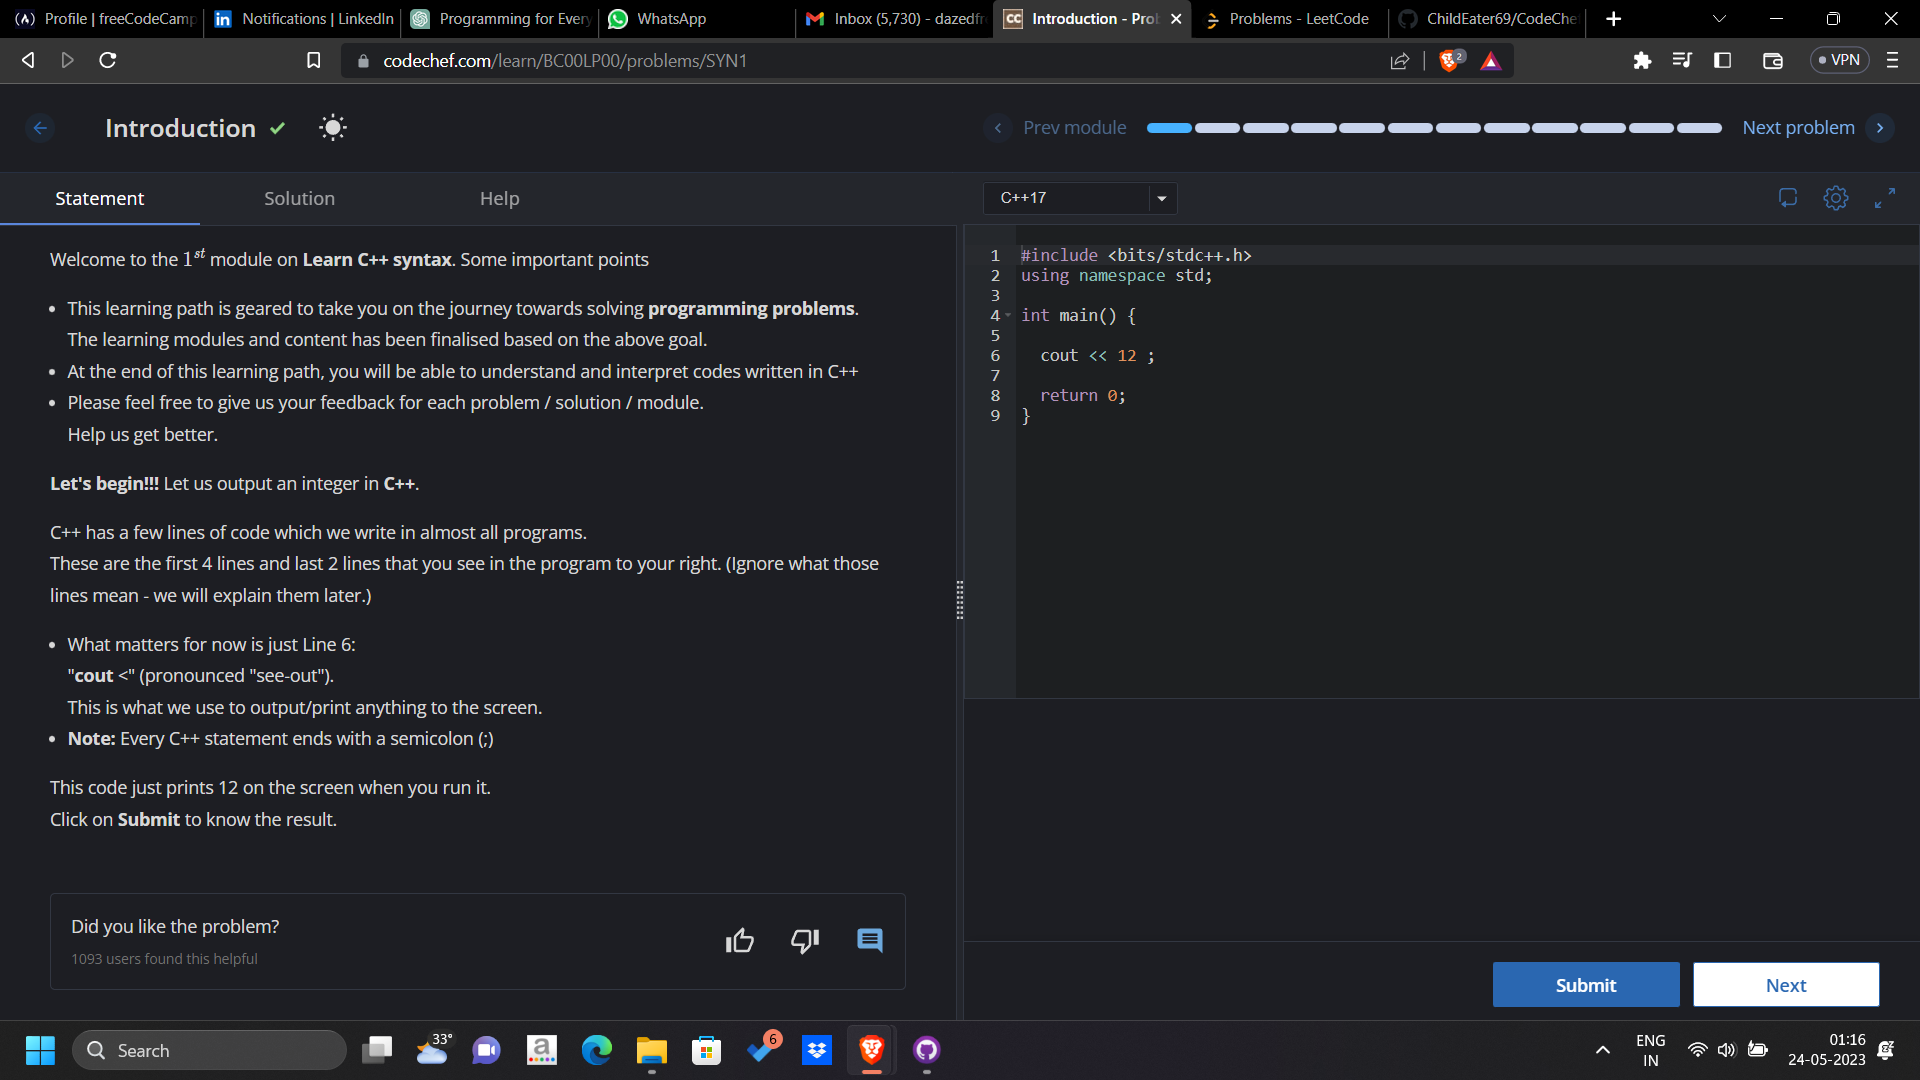 Profile | freeCodeCamp
Notifications | LinkedIn
Programming for Every
WhatsApp
Inbox (5,730) - dazedfr
Introduction - Prob
Problems - LeetCode
ChildEater69/CodeChe
codechef.com/learn/BC00LP00/problems/SYN1
2
VPN
Introduction
Prev module
Next problem
Statement
Solution
Help
C++17
Welcome to the 1st module on Learn C++ syntax. Some important points
This learning path is geared to take you on the journey towards solving programming problems.
The learning modules and content has been finalised based on the above goal.
At the end of this learning path, you will be able to understand and interpret codes written in C++
Please feel free to give us your feedback for each problem / solution / module.
Help us get better.
Let's begin!!! Let us output an integer in C++.
C++ has a few lines of code which we write in almost all programs.
These are the first 4 lines and last 2 lines that you see in the program to your right. (Ignore what those
lines mean - we will explain them later.)
What matters for now is just Line 6:
"cout <" (pronounced "see-out").
This is what we use to output/print anything to the screen.
Note: Every C++ statement ends with a semicolon (;)
This code just prints 12 on the screen when you run it.
Click on Submit to know the result.
Did you like the problem?
1093 users found this helpful
1 #include <bits/stdc++.h>
2 using namespace std;
3
4 int main() {
5
6 cout << 12 ;
7
8 return 0;
9 }
Submit
Next
Search
33°
a
6
ENG
IN
01:16
24-05-2023